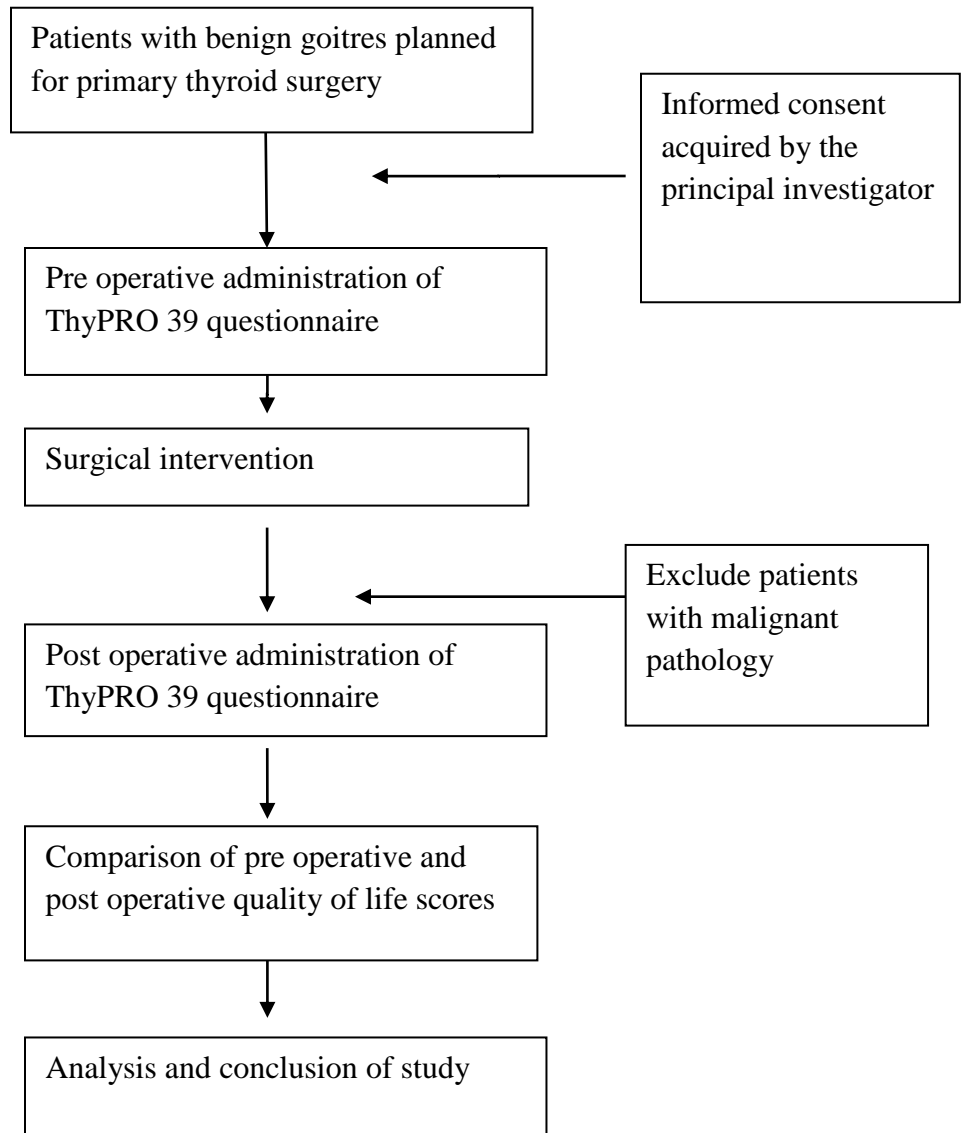 Patients with benign goitres planned
for primary thyroid surgery
Informed consent
acquired by the
principal investigator
Pre operative administration of
ThyPRO 39 questionnaire
Surgical intervention
Exclude patients
with malignant
pathology
Post operative administration of
ThyPRO 39 questionnaire
Comparison of pre operative and
post operative quality of life scores
Analysis and conclusion of study